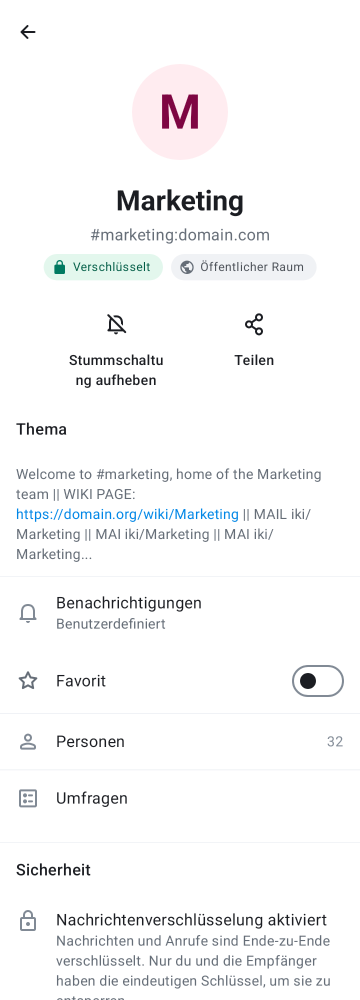 M
Marketing
#marketing:domain.com
Verschlüsselt
Öffentlicher Raum
Stummschaltu
ng aufheben
Teilen
Thema
Welcome to #marketing, home of the Marketing
team || WIKI PAGE:
https://domain.org/wiki/Marketing || MAIL iki/
Marketing || MAI iki/Marketing || MAI iki/
Marketing...
Benachrichtigungen
Benutzerdefiniert
Favorit
Personen
32
Umfragen
Sicherheit
Nachrichtenverschlüsselung aktiviert
Nachrichten und Anrufe sind Ende-zu-Ende
verschlüsselt. Nur du und die Empfänger
haben die eindeutigen Schlüssel, um sie zu